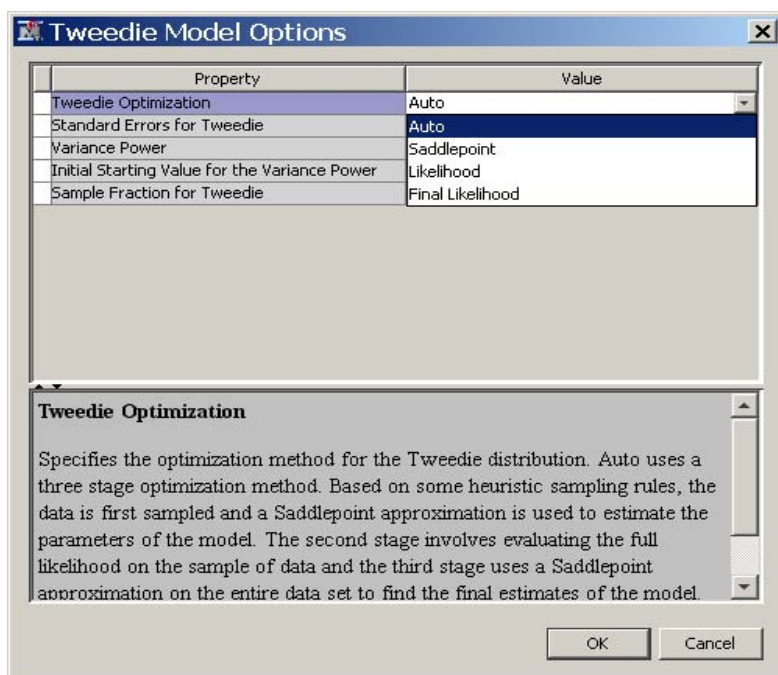 Tweedie Model Options
Property Value
Tweedie Optimization Auto
Standard Errors for Tweedie Auto
Variance Power Saddlepoint
Initial Starting Value for the Variance Power Likelihood
Sample Fraction for Tweedie Final Likelihood
Tweedie Optimization
Specifies the optimization method for the Tweedie distribution. Auto uses a
three stage optimization method. Based on some heuristic sampling rules, the
data is first sampled and a Saddlepoint approximation is used to estimate the
parameters of the model. The second stage involves evaluating the full
likelihood on the sample of data and the third stage uses a Saddlepoint
approximation on the entire data set to find the final estimates of the model.
OK Cancel